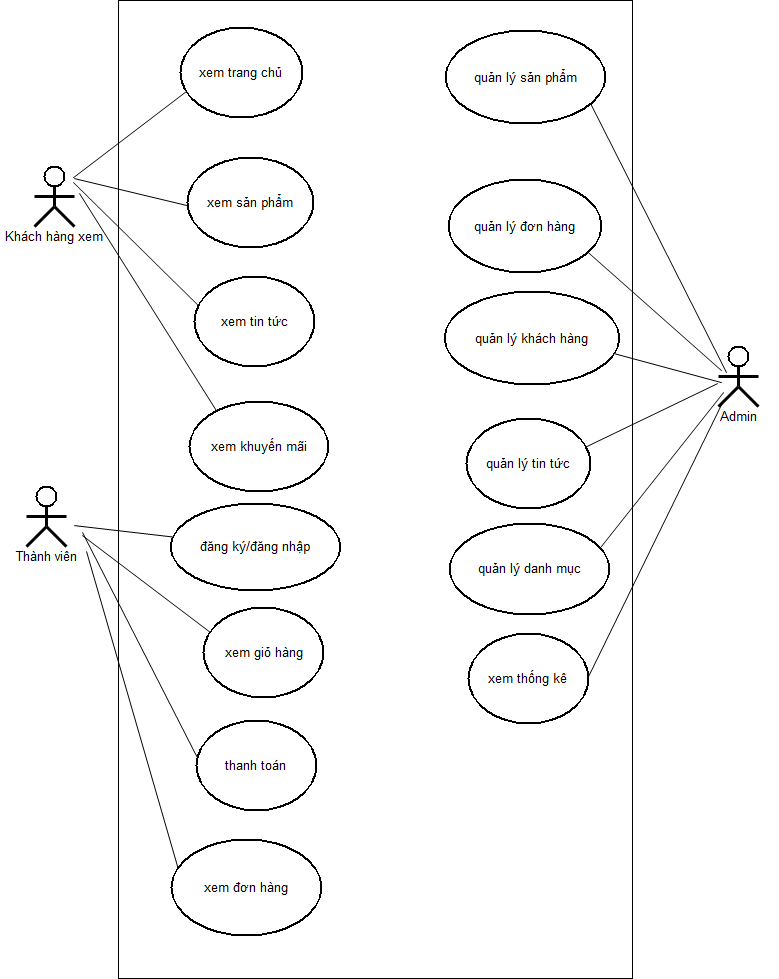 xem trang chủ
xem sản phẩm
xem tin tức
xem khuyến mãi
đăng ký/đăng nhập
xem giỏ hàng
thanh toán
xem đơn hàng
quản lý sản phẩm
quản lý đơn hàng
quản lý khách hàng
quản lý tin tức
quản lý danh mục
xem thống kê
Khách hàng xem
Thành viên
Admin